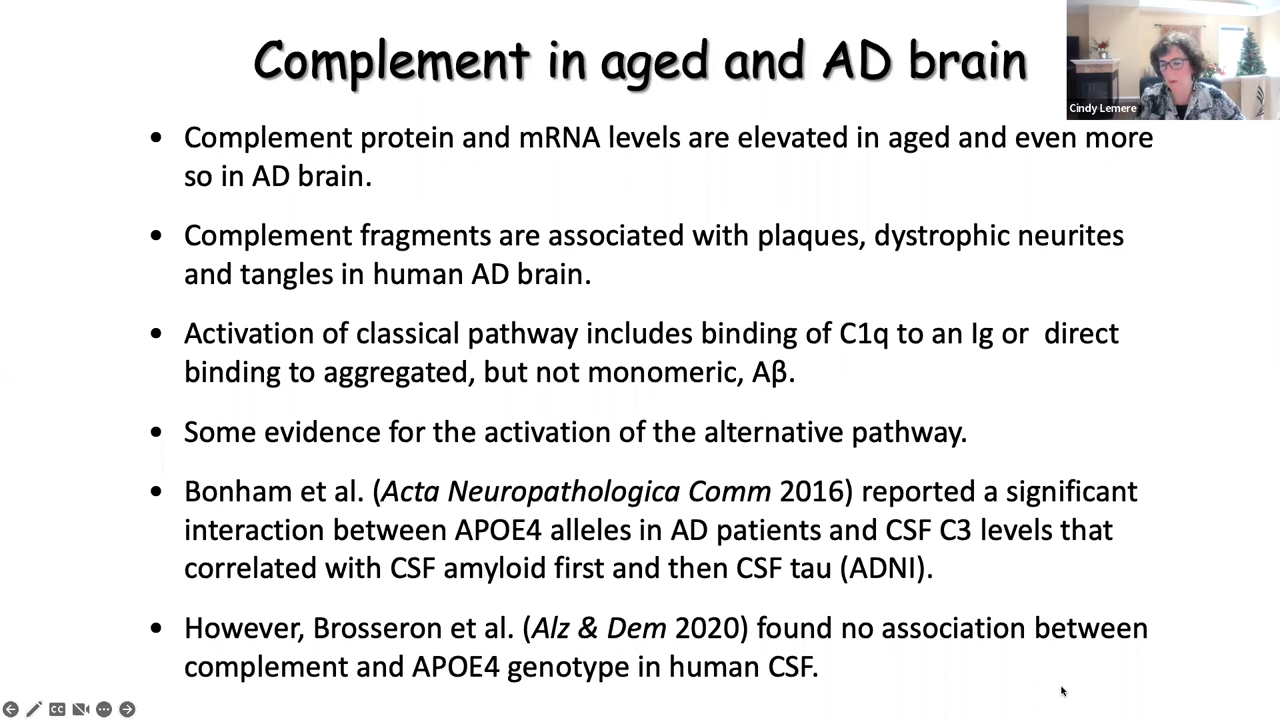 Complement in aged and AD brain
Cindy Lemere
• Complement protein and mRNA levels are elevated in aged and even more
so in AD brain.
• Complement fragments are associated with plaques, dystrophic neurites
and tangles in human AD brain.
• Activation of classical pathway includes binding of C1q to an Ig or  direct
binding to aggregated, but not monomeric, Aβ.
• Some evidence for the activation of the alternative pathway.
• Bonham et al. (Acta Neuropathologica Comm 2016) reported a significant
interaction between APOE4 alleles in AD patients and CSF C3 levels that
correlated with CSF amyloid first and then CSF tau (ADNI).
• However, Brosseron et al. (Alz & Dem 2020) found no association between
complement and APOE4 genotype in human CSF.
CC